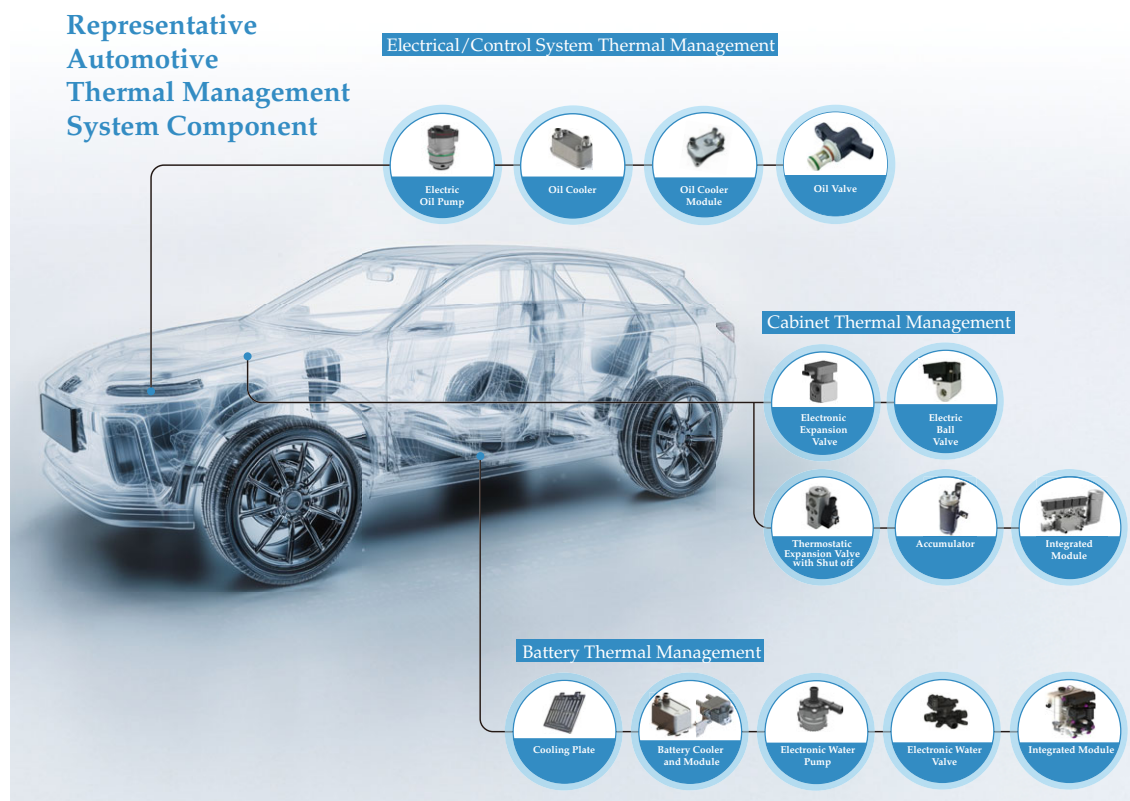 Representative
Automotive
Thermal Management
System Component
Electrical/Control System Thermal Management
Electric
Oil Pump
Oil Cooler
Oil Cooler
Module
Oil Valve
Cabinet Thermal Management
Electronic
Expansion
Valve
Electric
Ball
Valve
Thermostatic
Expansion Valve
with Shut off
Accumulator
Integrated
Module
Battery Thermal Management
Cooling Plate
Battery Cooler
and Module
Electronic Water
Pump
Electronic Water
Valve
Integrated Module